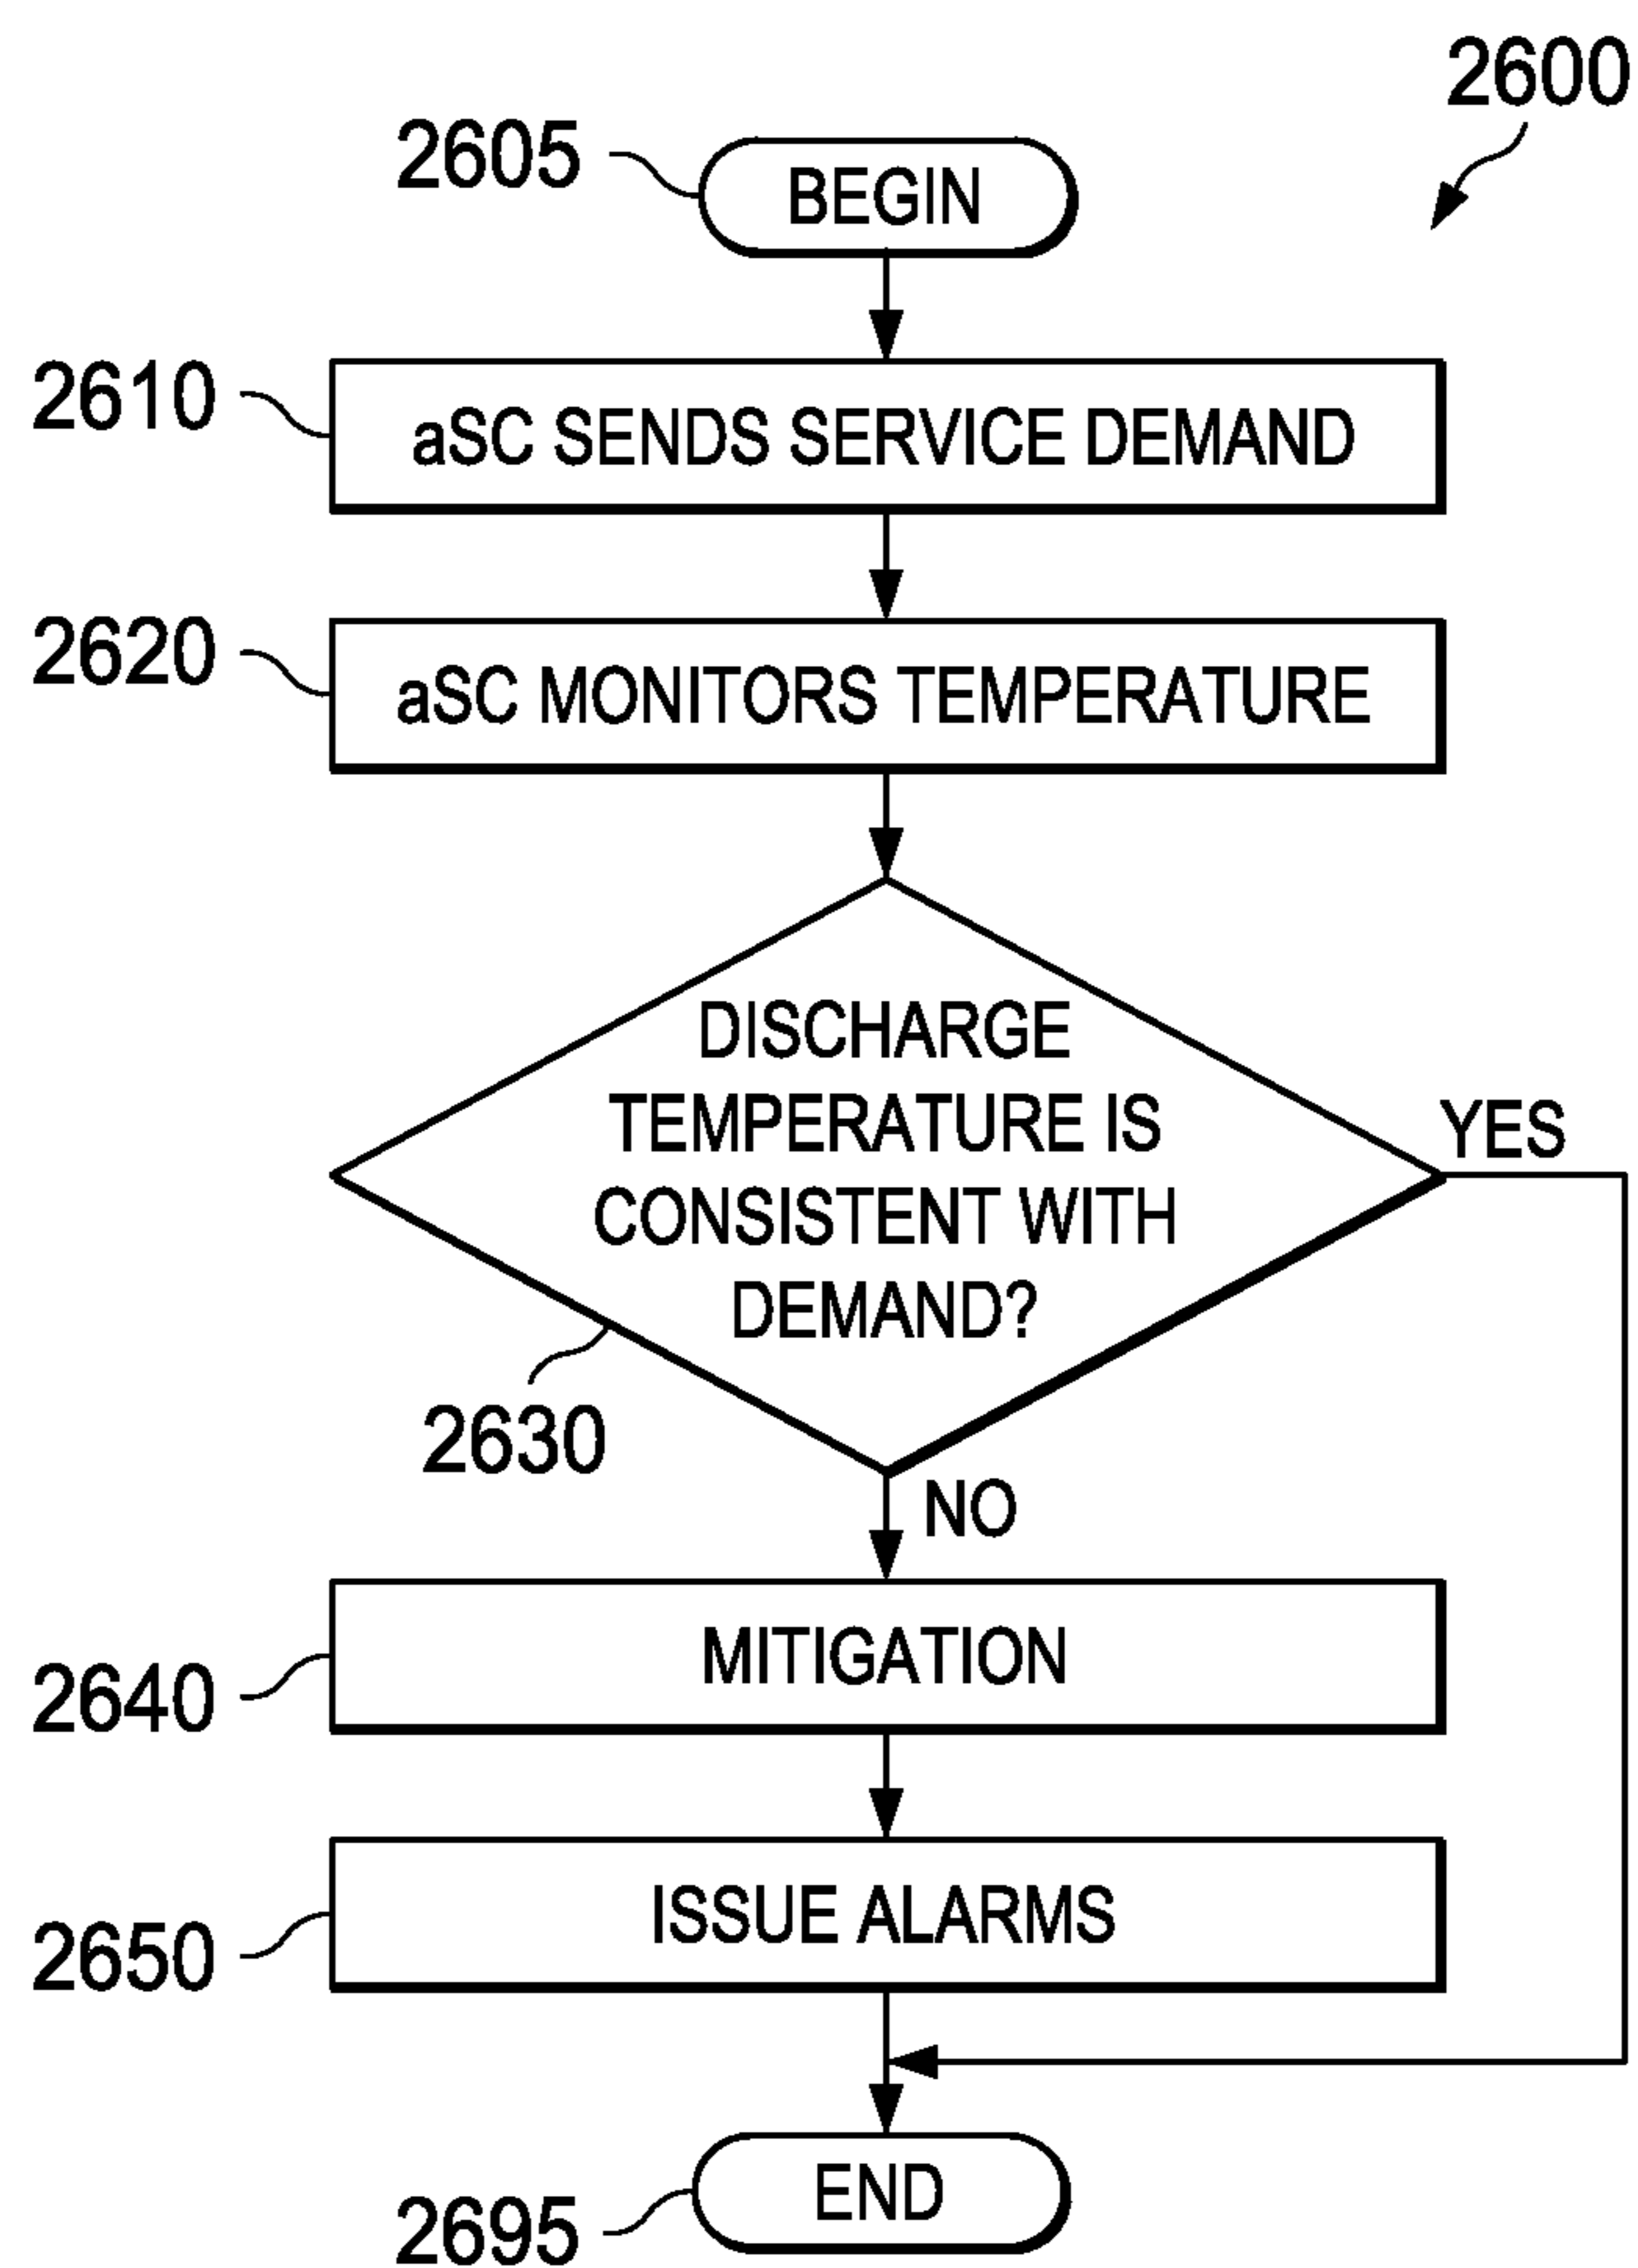 2600
2605
BEGIN
2610
aSC SENDS SERVICE DEMAND
2620
aSC MONITORS TEMPERATURE
DISCHARGE
TEMPERATURE IS
CONSISTENT WITH
DEMAND?
YES
2630
NO
2640
MITIGATION
2650
ISSUE ALARMS
2695
END